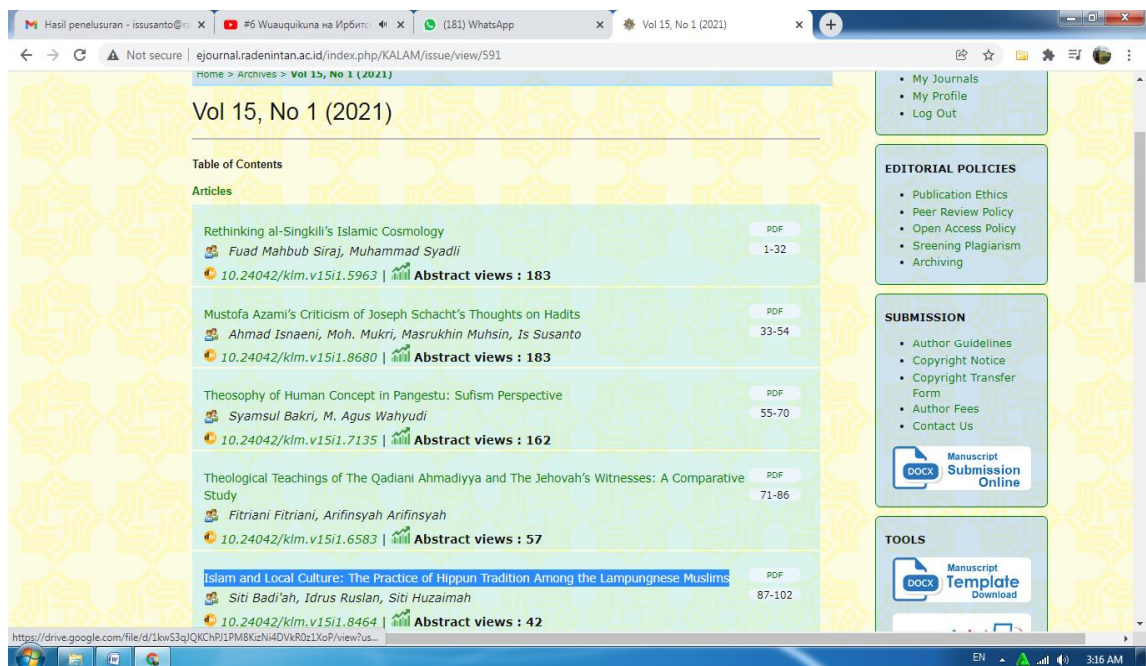 Hasil penelusuran - issusanto@r
#6 Wuauquikuna на Ирбитс
(181) WhatsApp
Vol 15, No 1 (2021)
Not secure | ejournal.radenintan.ac.id/index.php/KALAM/issue/view/591
Home > Archives > Vol 15, No 1 (2021)
Vol 15, No 1 (2021)
Table of Contents
Articles
Rethinking al-Singkili's Islamic Cosmology PDF
Fuad Mahbub Siraj, Muhammad Syadli 1-32
10.24042/klm.v15i1.5963 | Abstract views : 183
Mustofa Azami's Criticism of Joseph Schacht's Thoughts on Hadits PDF
Ahmad Isnaeni, Moh. Mukri, Masrukhin Muhsin, Is Susanto 33-54
10.24042/klm.v15i1.8680 | Abstract views : 183
Theosophy of Human Concept in Pangestu: Sufism Perspective PDF
Syamsul Bakri, M. Agus Wahyudi 55-70
10.24042/klm.v15i1.7135 | Abstract views : 162
Theological Teachings of The Qadiani Ahmadiyya and The Jehovah's Witnesses: A Comparative PDF
Study 71-86
Fitriani Fitriani, Arifinsyah Arifinsyah
10.24042/klm.v15i1.6583 | Abstract views : 57
Islam and Local Culture: The Practice of Hippun Tradition Among the Lampungnese Muslims PDF
Siti Badi'ah, Idrus Ruslan, Siti Huzaimah 87-102
10.24042/klm.v15i1.8464 | Abstract views : 42
My Journals
My Profile
Log Out
EDITORIAL POLICIES
Publication Ethics
Peer Review Policy
Open Access Policy
Sreening Plagiarism
Archiving
SUBMISSION
Author Guidelines
Copyright Notice
Copyright Transfer
Form
Author Fees
Contact Us
Manuscript
DOCX Submission
Online
TOOLS
Manuscript
DOCX Template
Download
EN 3:16 AM